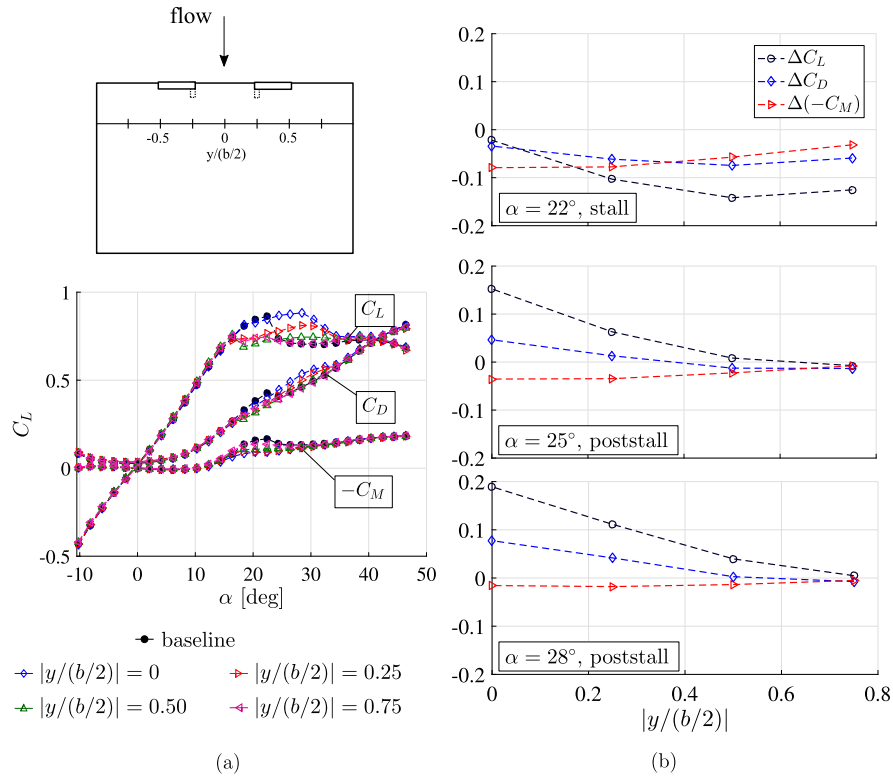 flow
-0.5 0 0.5
y/(b/2)
1
0.5
0
-0.5
C_L
C_L
C_D
−C_M
-10 0 10 20 30 40 50
α [deg]
baseline
|y/(b/2)| = 0
|y/(b/2)| = 0.25
|y/(b/2)| = 0.50
|y/(b/2)| = 0.75
(a)
0.2
0.1
0
-0.1
-0.2
ΔC_L
ΔC_D
Δ(−C_M)
α = 22°, stall
0.2
0.1
0
-0.1
-0.2
α = 25°, poststall
0.2
0.1
0
-0.1
-0.2
α = 28°, poststall
0 0.2 0.4 0.6 0.8
|y/(b/2)|
(b)